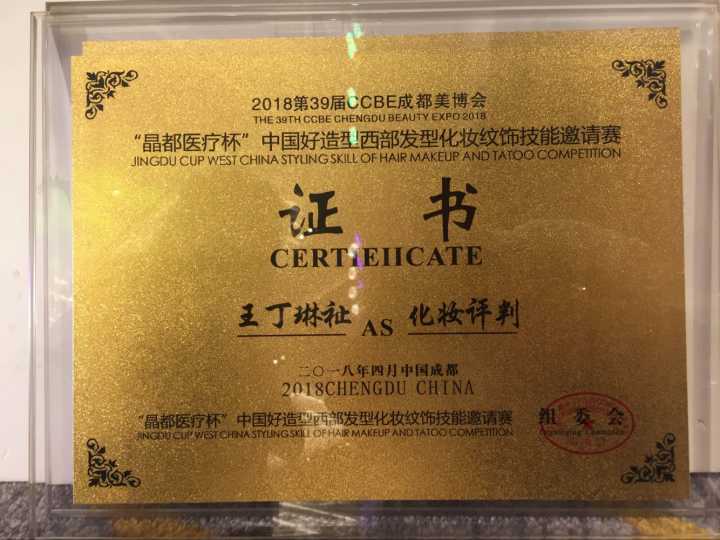 2018第39届CCBE成都美博会
THE 39TH CCBE CHENGDU BEAUTY EXPO 2018
“晶都医疗杯”中国好造型西部发型化妆纹饰技能邀请赛
JINGDU CUP WEST CHINA STYLING SKILL OF HAIR MAKEUP AND TATOO COMPETITION
证 书
CERTIEIICATE
王丁琳祉 AS 化妆评判
二〇一八年四月中国成都
2018CHENGDU CHINA
“晶都医疗杯”中国好造型西部发型化妆纹饰技能邀请赛
JINGDU CUP WEST CHINA STYLING SKILL OF HAIR MAKEUP AND TATOO COMPETITION
组 委 会